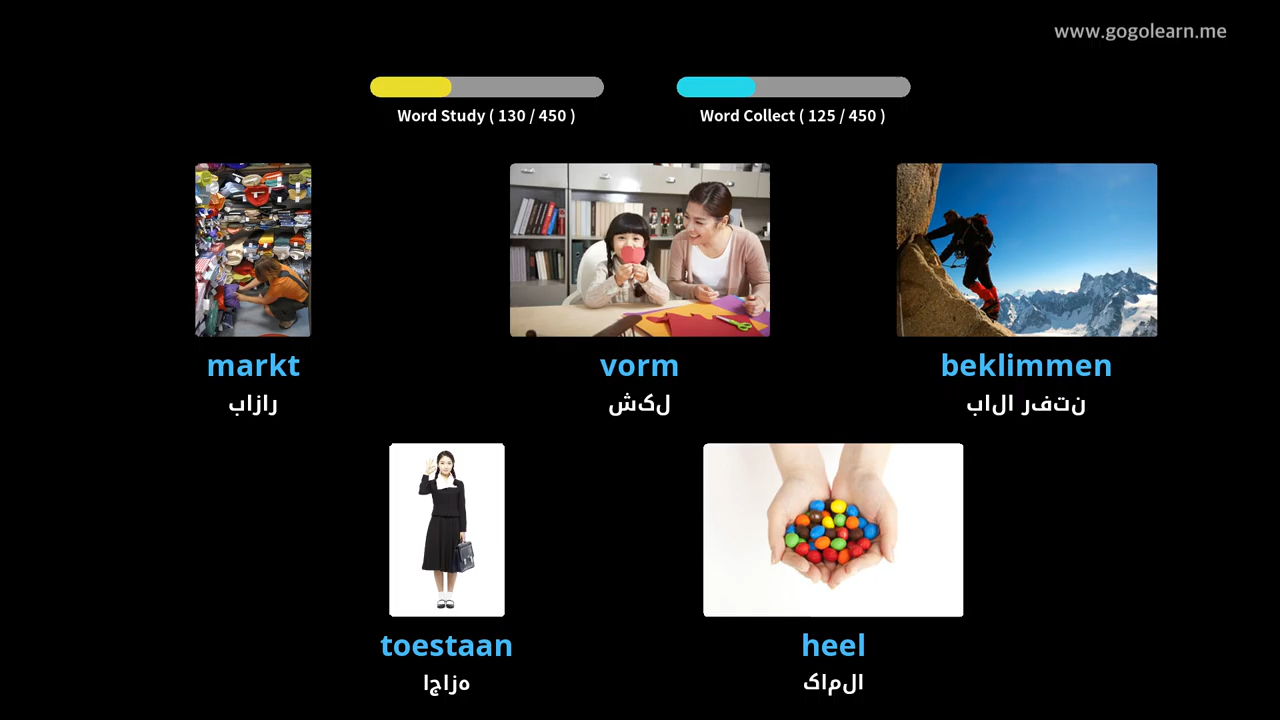 www.gogolearn.me
Word Study ( 130 / 450 )
Word Collect ( 125 / 450 )
markt
رازاب
vorm
لکش
beklimmen
نتفر الاب
toestaan
هزاجا
heel
الماک